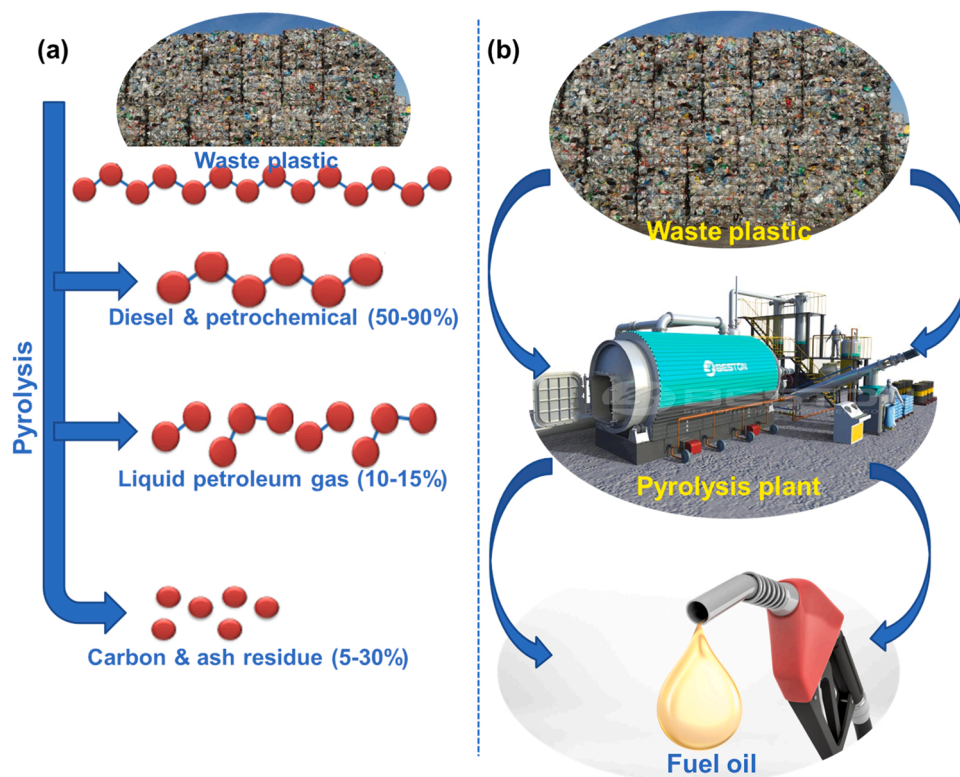 (a)
Waste plastic
Pyrolysis
Diesel & petrochemical (50-90%)
Liquid petroleum gas (10-15%)
Carbon & ash residue (5-30%)
(b)
Waste plastic
BESTON
Pyrolysis plant
Fuel oil